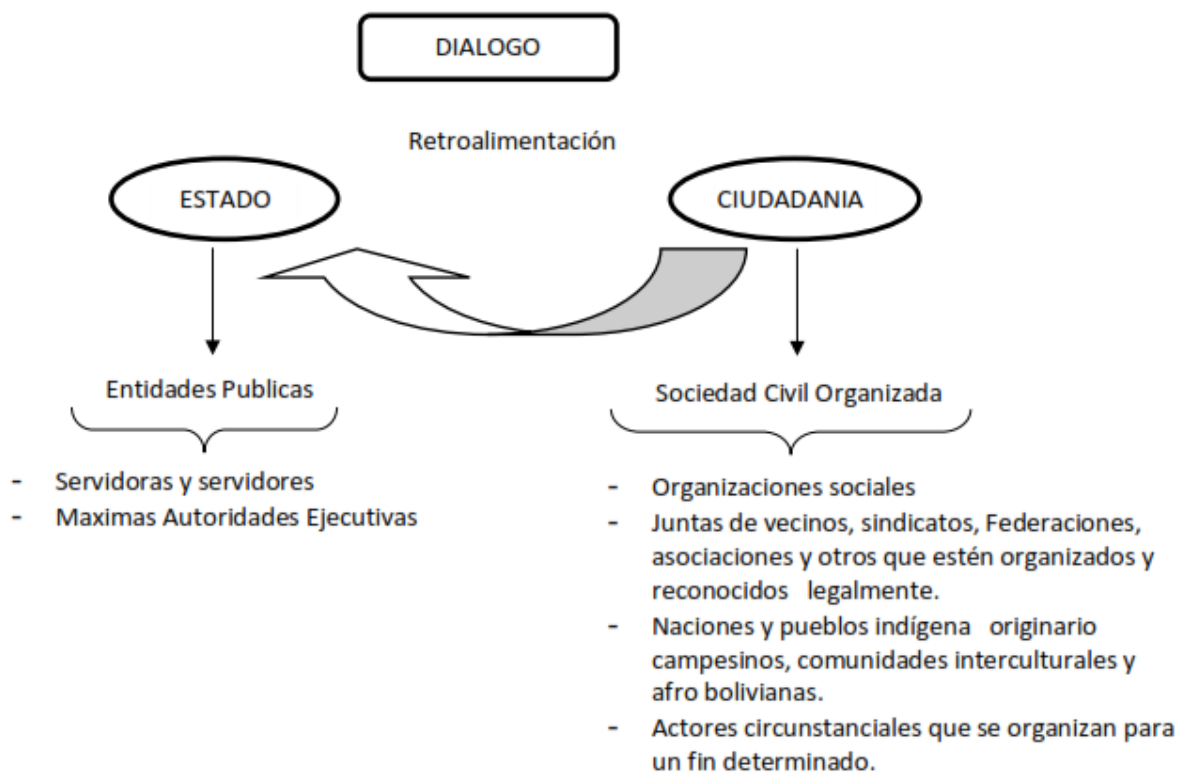 DIALOGO
Retroalimentación
ESTADO
CIUDADANIA
Entidades Publicas
- Servidoras y servidores
- Maximas Autoridades Ejecutivas
Sociedad Civil Organizada
- Organizaciones sociales
- Juntas de vecinos, sindicatos, Federaciones,
asociaciones y otros que estén organizados y
reconocidos legalmente.
- Naciones y pueblos indígena originario
campesinos, comunidades interculturales y
afro bolivianas.
- Actores circunstanciales que se organizan para
un fin determinado.